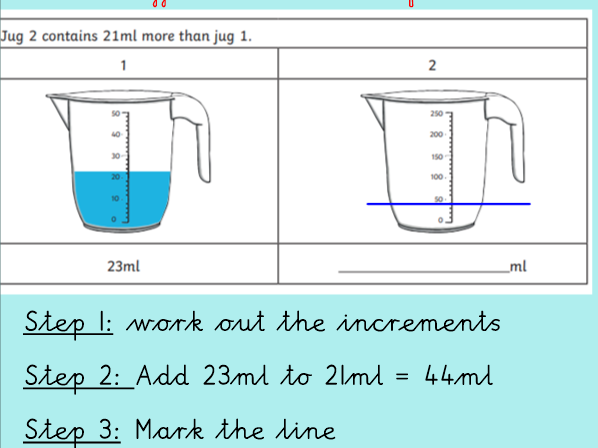 Jug 2 contains 21ml more than jug 1.
1
2
50
40
30
20
10
0
250
200
150
100
50
0
23ml
____________________ml
Step 1: work out the increments
Step 2: Add 23ml to 21ml = 44ml
Step 3: Mark the line